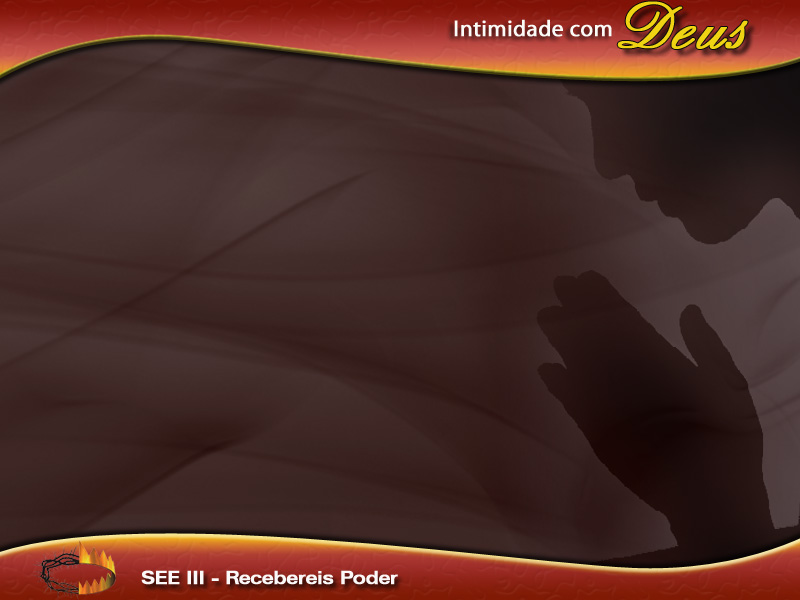 Intimidade com Deus
SEE III - Recebereis Poder